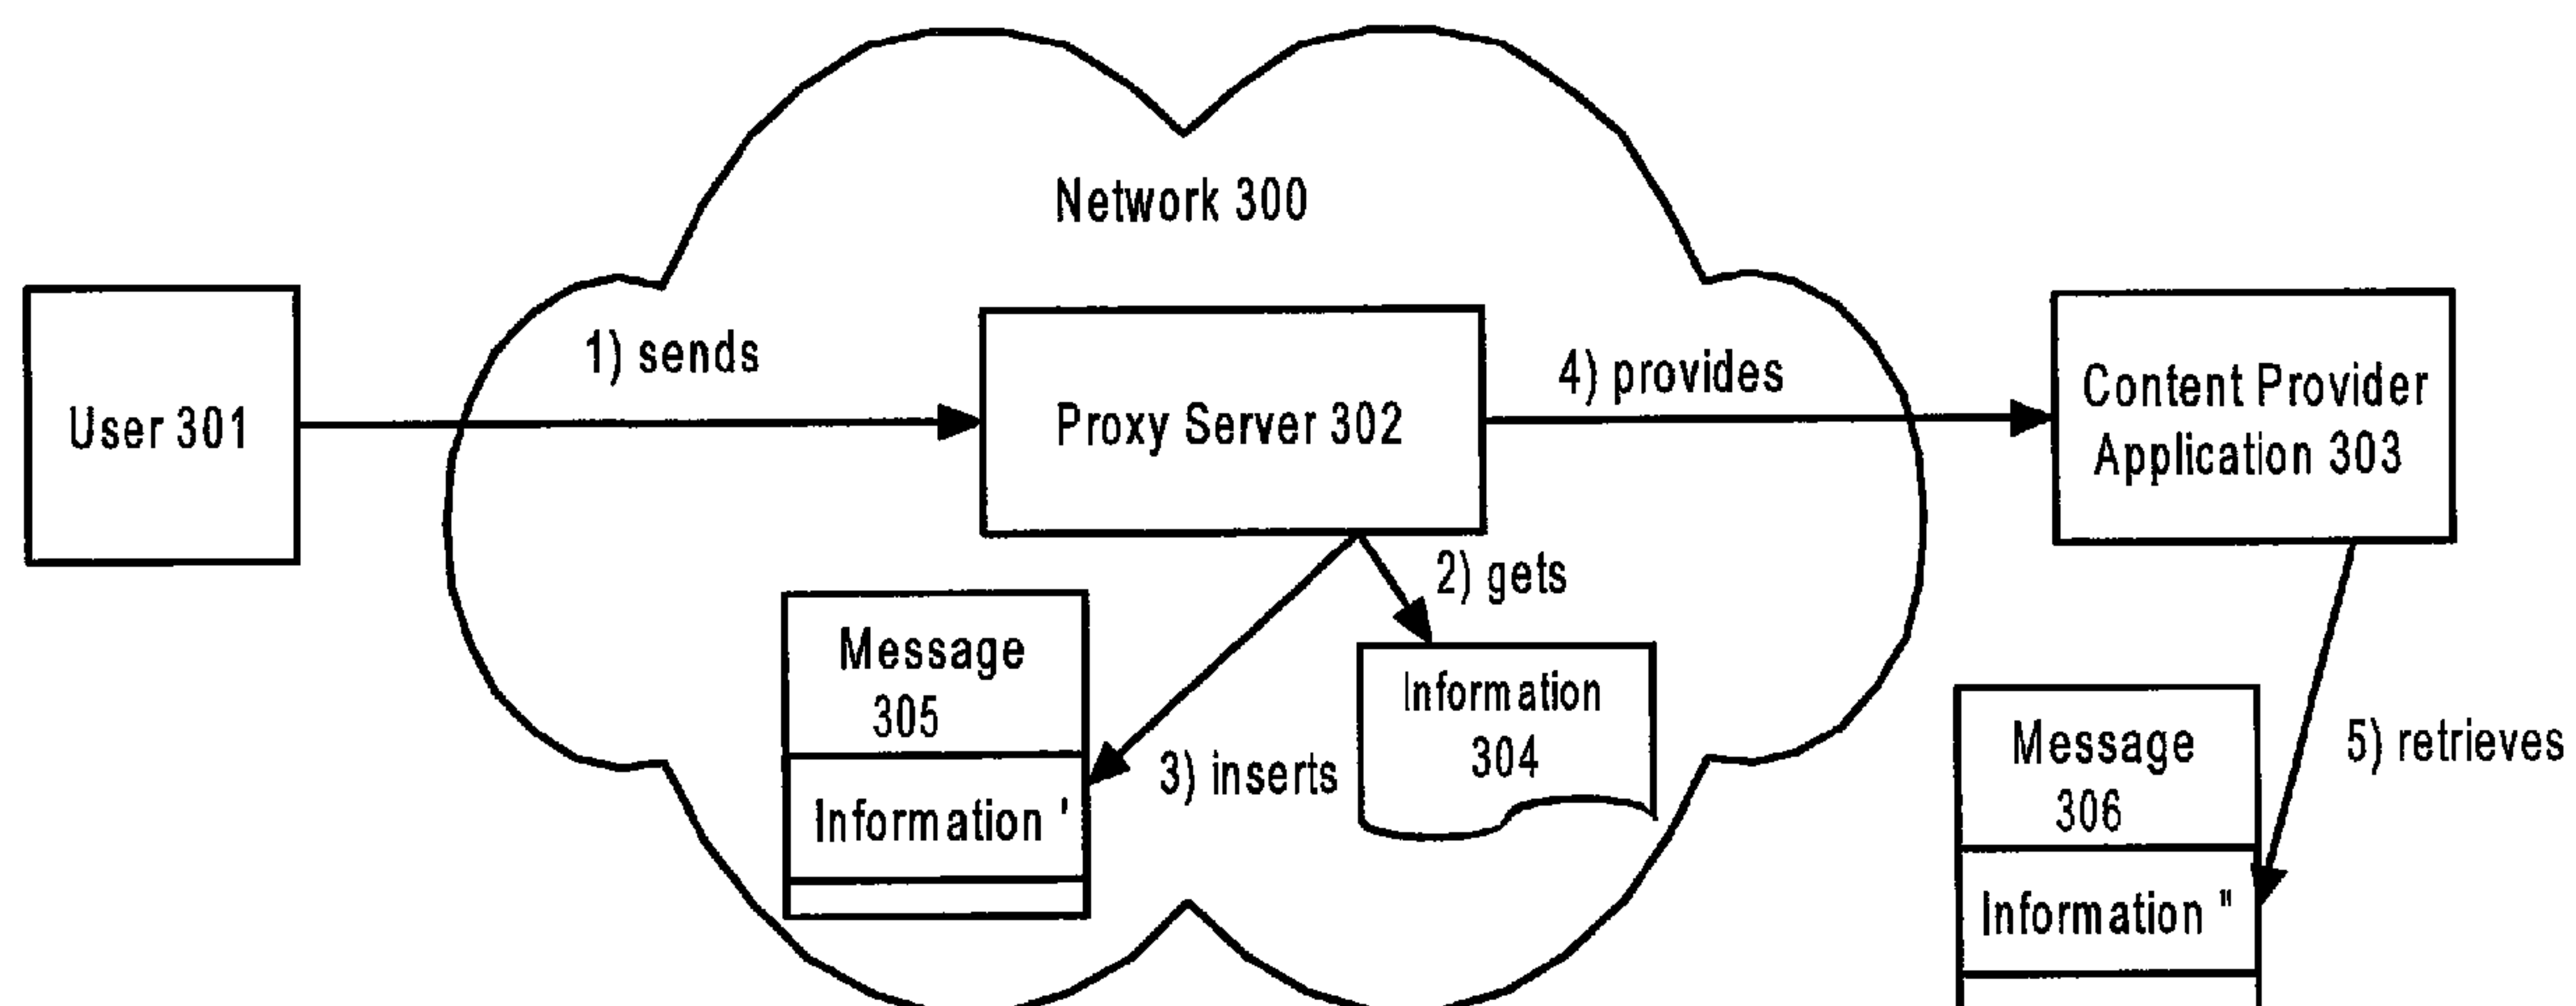 Network 300
User 301
1) sends
Proxy Server 302
4) provides
Content Provider
Application 303
2) gets
Message
305
Information '
3) inserts
Information
304
Message
306
Information "
5) retrieves